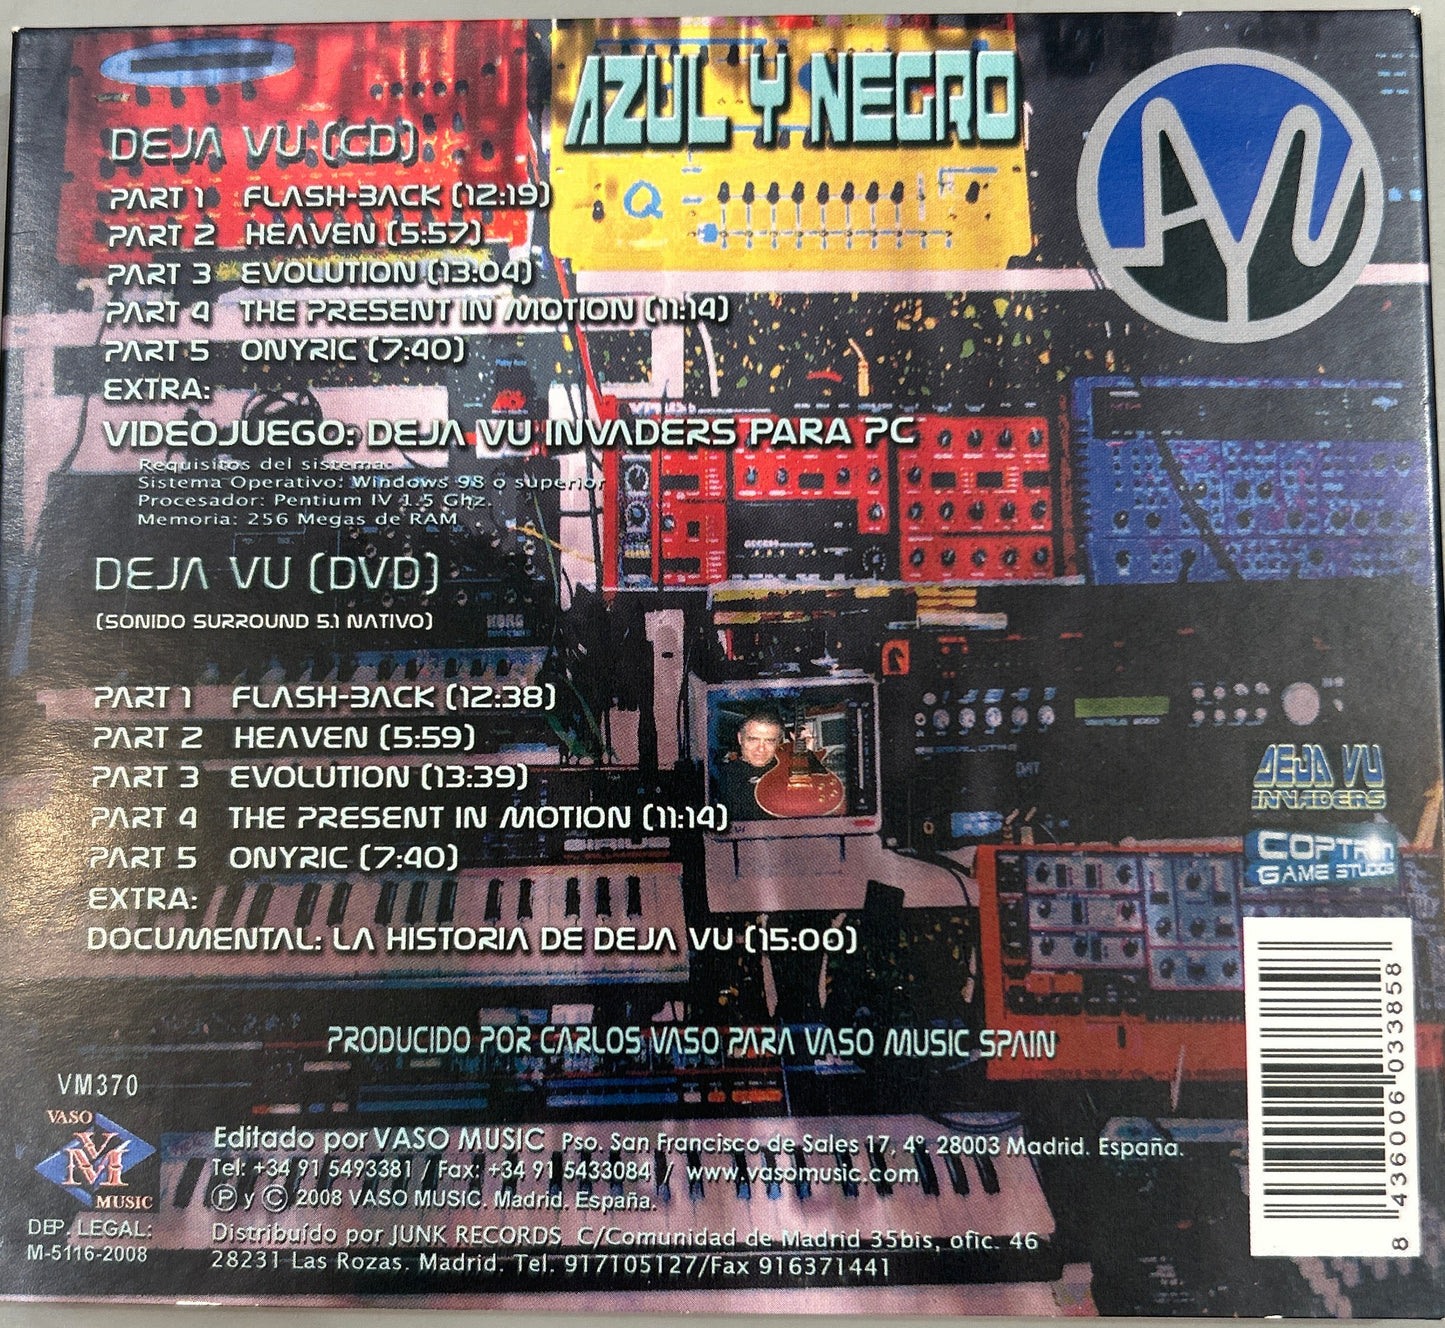 AZUL Y NEGRO
AYN
DEJA VU (CD)
PART 1 FLASH-BACK (12:19)
PART 2 HEAVEN (5:57)
PART 3 EVOLUTION (13:04)
PART 4 THE PRESENT IN MOTION (11:14)
PART 5 ONYRIC (7:40)
EXTRA:
VIDEOJUEGO: DEJA VU INVADERS PARA PC
Requisitos del sistema:
Sistema Operativo: Windows 98 o superior
Procesador: Pentium IV 1.5 Ghz.
Memoria: 256 Megas de RAM
DEJA VU (DVD)
(SONIDO SURROUND 5.1 NATIVO)
KORG
PART 1 FLASH-BACK (12:38)
PART 2 HEAVEN (5:59)
PART 3 EVOLUTION (13:39)
PART 4 THE PRESENT IN MOTION (11:14)
PART 5 ONYRIC (7:40)
EXTRA:
DOCUMENTAL: LA HISTORIA DE DEJA VU (15:00)
DEJA VU
INVADERS
COPTRON
GAME STUDIOS
PRODUCIDO POR CARLOS VASO PARA VASO MUSIC SPAIN
VM370
VASO
VM
MUSIC
DEP. LEGAL:
M-5116-2008
Editado por VASO MUSIC Pso. San Francisco de Sales 17, 4º. 28003 Madrid. España.
Tel: +34 91 5493381 / Fax: +34 91 5433084 / www.vasomusic.com
Ⓟ y © 2008 VASO MUSIC. Madrid. España.
Distribuído por JUNK RECORDS C/Comunidad de Madrid 35bis, ofic. 46
28231 Las Rozas. Madrid. Tel. 917105127/Fax 916371441
8 436006 033858